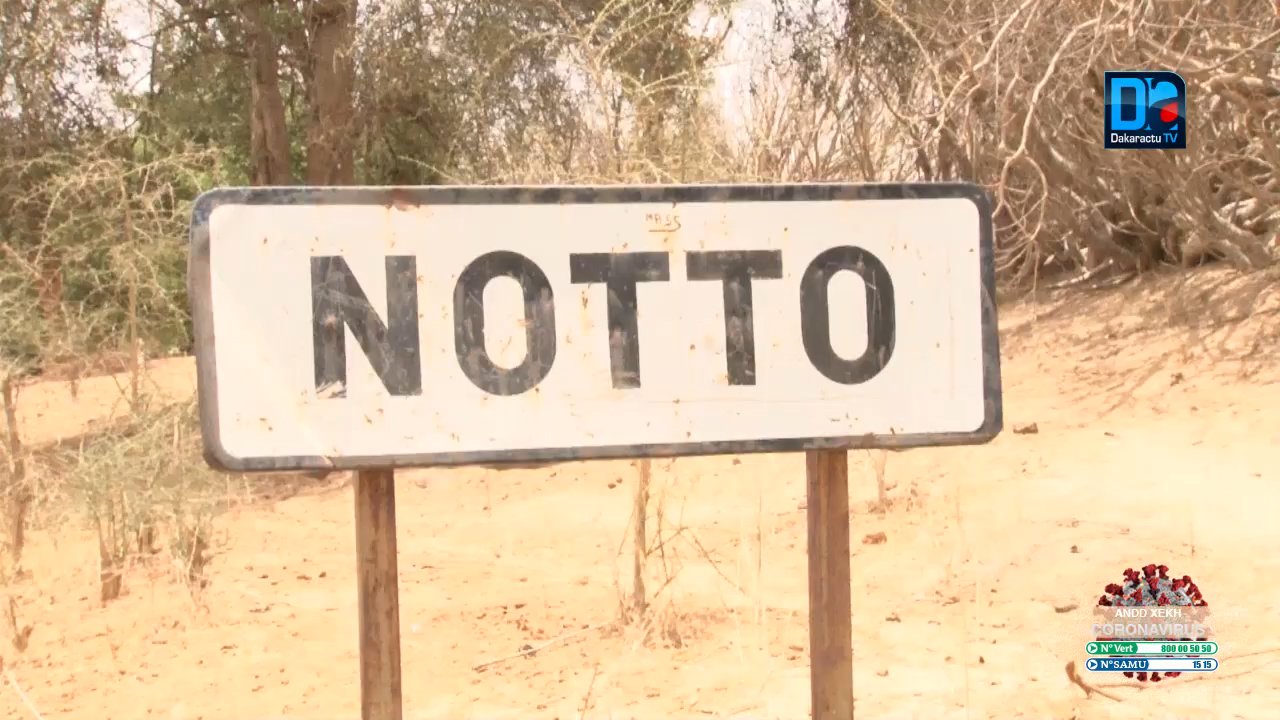 Dakaractu TV
MASS
NOTTO
ANDD XEKH
CORONAVIRUS
N° Vert 800 00 50 50
N°SAMU 15 15